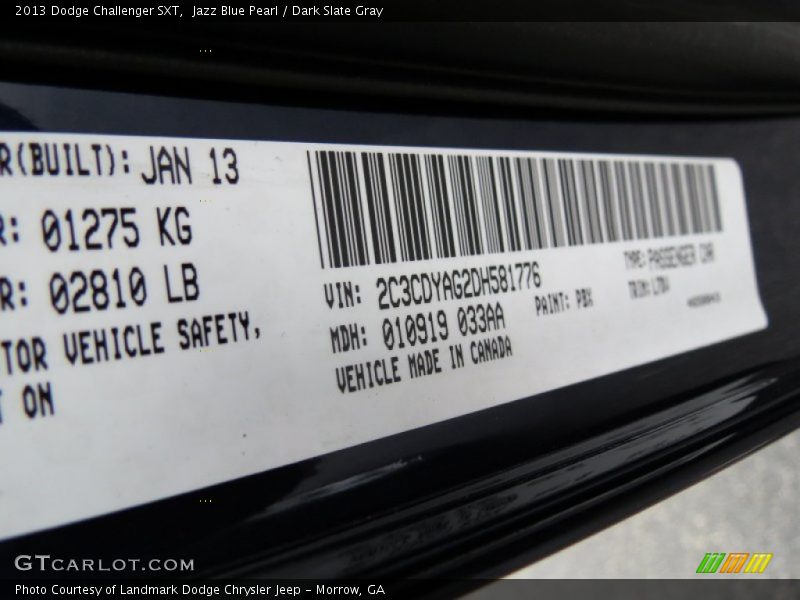 2013 Dodge Challenger SXT, Jazz Blue Pearl / Dark Slate Gray
R(BUILT): JAN 13
R: 01275 KG
R: 02810 LB
TOR VEHICLE SAFETY,
T ON
VIN: 2C3CDYAG2DH581776
TYPE: PASSENGER CAR
MDH: 010919 033AA
PAINT: PBX
TRIM:
VEHICLE MADE IN CANADA
GTCARLOT.COM
Photo Courtesy of Landmark Dodge Chrysler Jeep - Morrow, GA